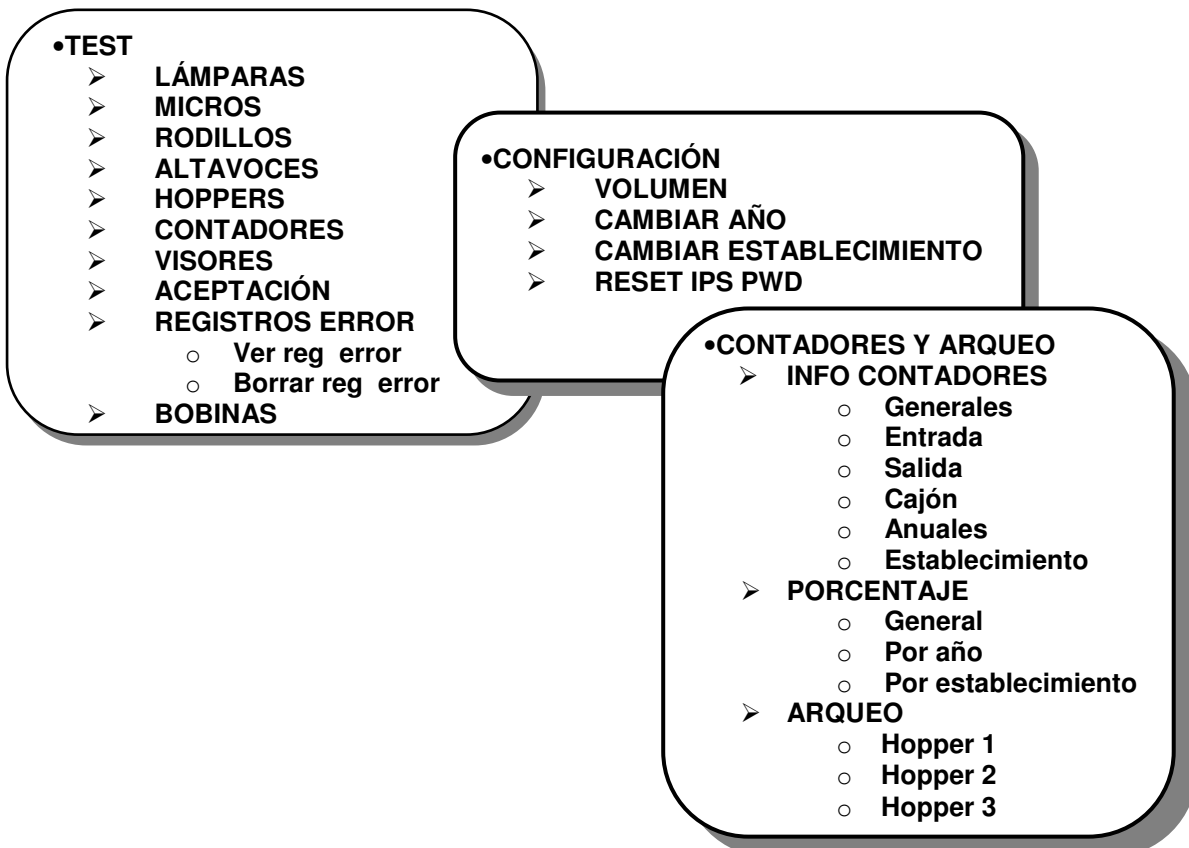 •TEST
➢ LÁMPARAS
➢ MICROS
➢ RODILLOS
➢ ALTAVOCES
➢ HOPPERS
➢ CONTADORES
➢ VISORES
➢ ACEPTACIÓN
➢ REGISTROS ERROR
○ Ver reg error
○ Borrar reg error
➢ BOBINAS
•CONFIGURACIÓN
➢ VOLUMEN
➢ CAMBIAR AÑO
➢ CAMBIAR ESTABLECIMIENTO
➢ RESET IPS PWD
•CONTADORES Y ARQUEO
➢ INFO CONTADORES
○ Generales
○ Entrada
○ Salida
○ Cajón
○ Anuales
○ Establecimiento
➢ PORCENTAJE
○ General
○ Por año
○ Por establecimiento
➢ ARQUEO
○ Hopper 1
○ Hopper 2
○ Hopper 3